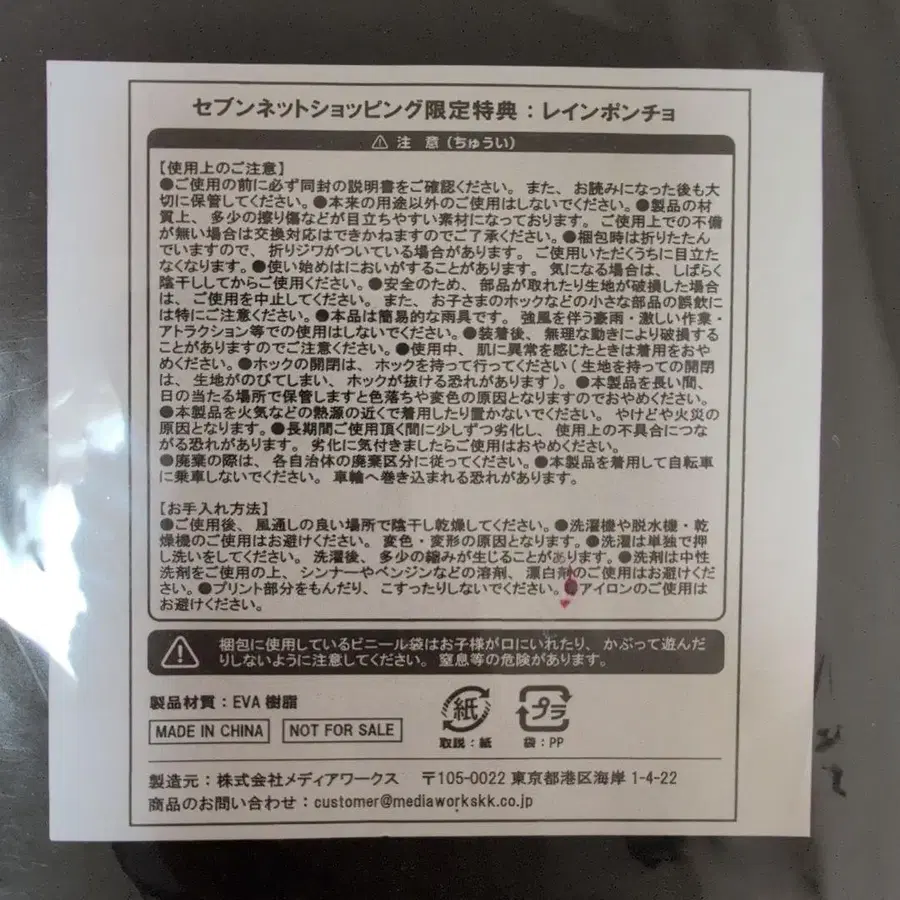 セブンネットショッピング限定特典：レインポンチョ
注 意（ちゅうい）
【使用上のご注意】
●ご使用の前に必ず同封の説明書をご確認ください。また、お読みになった後も大
切に保管してください。●本来の用途以外のご使用はしないでください。●製品の材
質上、多少の擦り傷などが目立ちやすい素材になっております。ご使用上での不備
が無い場合は交換対応はできかねますのでご了承ください。●梱包時は折りたたん
でいますので、折りジワがついている場合があります。ご使用いただくうちに目立た
なくなります。●使い始めはにおいがすることがあります。気になる場合は、しばらく
陰干ししてからご使用ください。●安全のため、部品が取れたり生地が破損した場合
は、ご使用を中止してください。また、お子さまのホックなどの小さな部品の誤飲に
は特にご注意ください。●本品は簡易的な雨具です。強風を伴う豪雨・激しい作業・
アトラクション等での使用はしないでください。●装着後、無理な動きにより破損する
ことがありますのでご注意ください。●使用中、肌に異常を感じたときは着用をおや
めください。●ホックの開閉は、ホックを持って行ってください（生地を持っての開閉
は、生地がのびてしまい、ホックが抜ける恐れがあります）。●本製品を長い間、
日の当たる場所で保管しますと色落ちや変色の原因となりますのでおやめください。
●本製品を火気などの熱源の近くで着用したり置かないでください。やけどや火災の
原因となります。●長期間ご使用頂く間に少しずつ劣化し、使用上の不具合につな
がる恐れがあります。劣化に気付きましたらご使用はおやめください。
●廃棄の際は、各自治体の廃棄区分に従ってください。●本製品を着用して自転車
に乗車しないでください。車輪へ巻き込まれる恐れがあります。
【お手入れ方法】
●ご使用後、風通しの良い場所で陰干し乾燥してください。●洗濯機や脱水機・乾
燥機のご使用はお避けください。変色・変形の原因となります。●洗濯は単独で押
し洗いをしてください。洗濯後、多少の縮みが生じることがあります。●洗剤は中性
洗剤をご使用の上、シンナーやベンジンなどの溶剤、漂白剤のご使用はお避けくだ
さい。●プリント部分をもんだり、こすったりしないでください。●アイロンのご使用は
お避けください。
梱包に使用しているビニール袋はお子様が口にいれたり、かぶって遊んだ
りしないように注意してください。窒息等の危険があります。
製品材質：EVA 樹脂
MADE IN CHINA NOT FOR SALE
紙 プラ
取説：紙 袋：PP
製造元：株式会社メディアワークス 〒105-0022 東京都港区海岸 1-4-22
商品のお問い合わせ：customer@mediaworkskk.co.jp